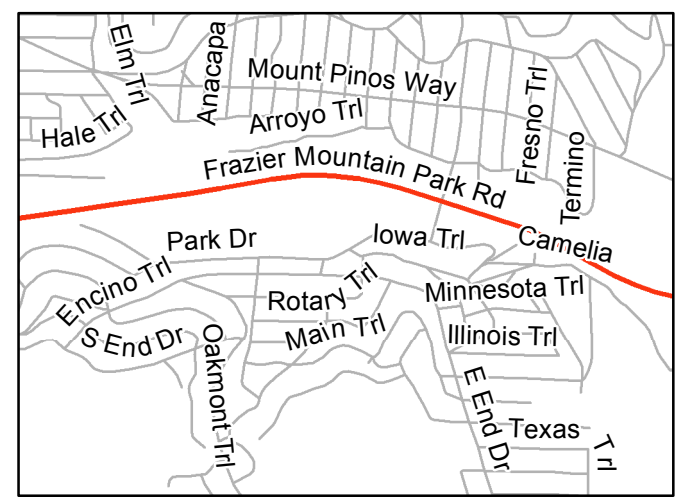 Elm Trl
Anacapa
Mount Pinos Way
Fresno Trl
Hale Trl
Arroyo Trl
Termino
Frazier Mountain Park Rd
Park Dr
Iowa Trl
Camelia
Encino Trl
Rotary Trl
Minnesota Trl
S End Dr
Main Trl
Illinois Trl
Oakmont Trl
E End Dr
Texas Trl